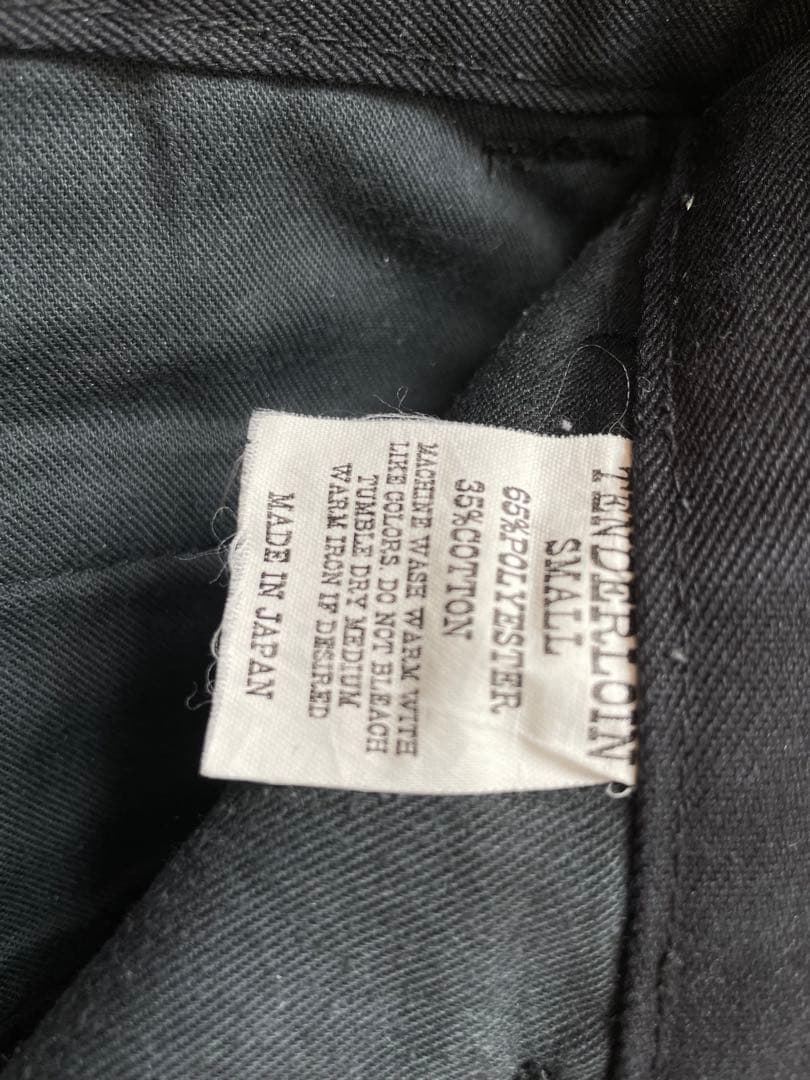 TENDERLOIN
SMALL
65%POLYESTER
35%COTTON
MACHINE WASH WARM WITH
LIKE COLORS. DO NOT BLEACH
TUMBLE DRY MEDIUM
WARM IRON IF DESIRED
MADE IN JAPAN